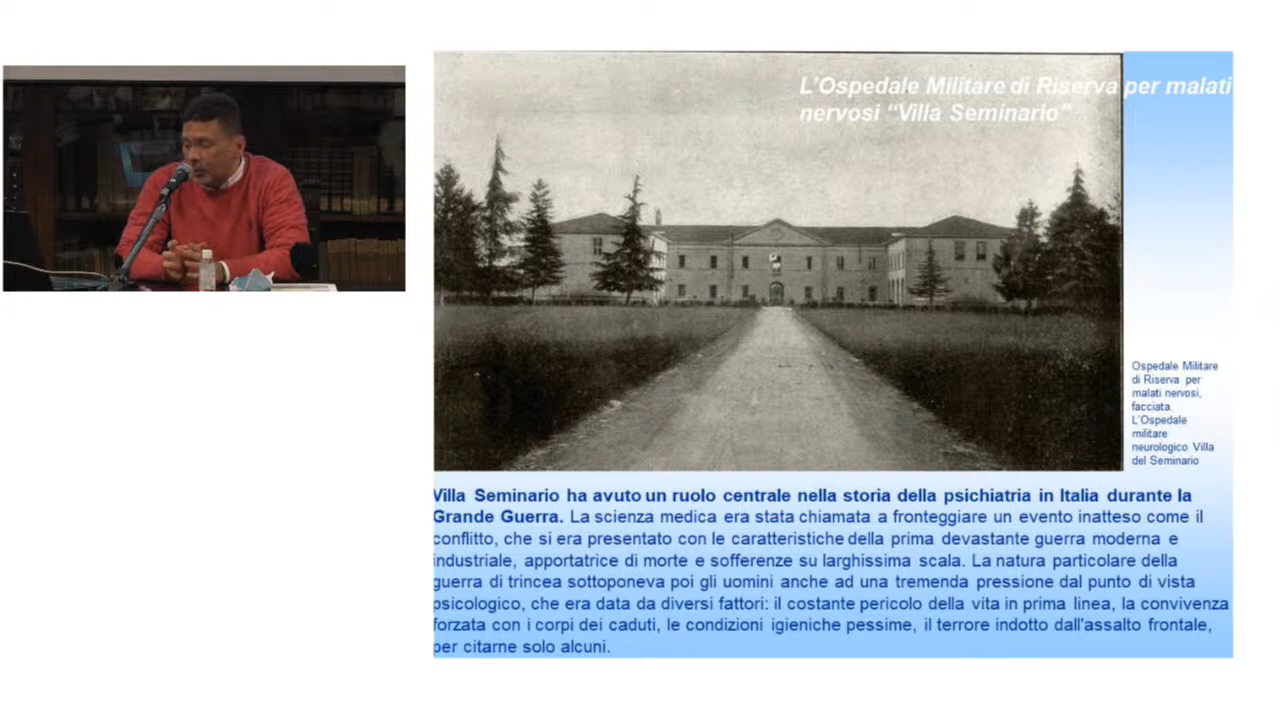 L'Ospedale Militare di Riserva per malati
nervosi “Villa Seminario”
Ospedale Militare
di Riserva per
malati nervosi,
facciata.
L'Ospedale
militare
neurologico Villa
del Seminario
Villa Seminario ha avuto un ruolo centrale nella storia della psichiatria in Italia durante la
Grande Guerra. La scienza medica era stata chiamata a fronteggiare un evento inatteso come il
conflitto, che si era presentato con le caratteristiche della prima devastante guerra moderna e
industriale, apportatrice di morte e sofferenze su larghissima scala. La natura particolare della
guerra di trincea sottoponeva poi gli uomini anche ad una tremenda pressione dal punto di vista
psicologico, che era data da diversi fattori: il costante pericolo della vita in prima linea, la convivenza
forzata con i corpi dei caduti, le condizioni igieniche pessime, il terrore indotto dall'assalto frontale,
per citarne solo alcuni.